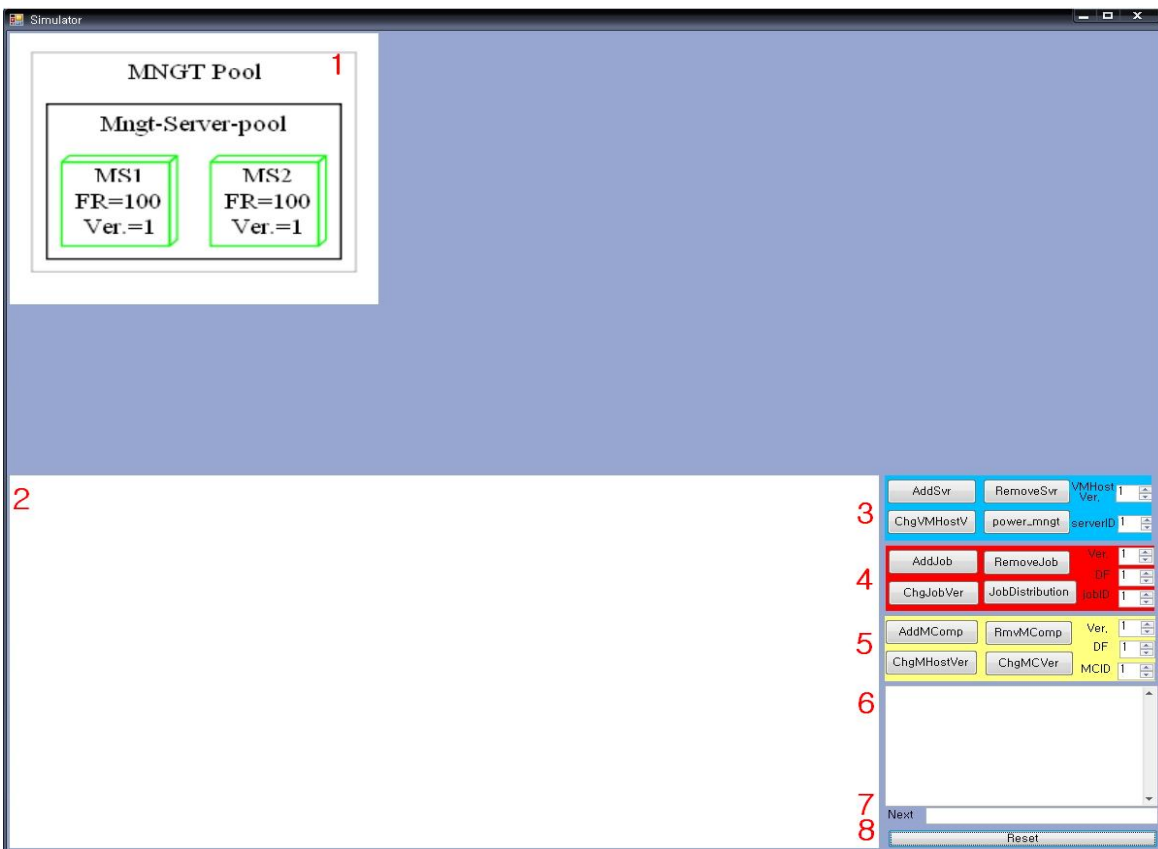 Simulator
MNGT Pool
1
Mngt-Server-pool
MS1
FR=100
Ver.=1
MS2
FR=100
Ver.=1
2
3
AddSvr
RemoveSvr
VMHost Ver.
1
ChgVMHostV
power_mngt
serverID
1
4
AddJob
RemoveJob
Ver.
1
DF
1
ChgJobVer
JobDistribution
jobID
1
5
AddMComp
RmvMComp
Ver.
1
DF
1
ChgMHostVer
ChgMCVer
MCID
1
6
7
Next
8
Reset